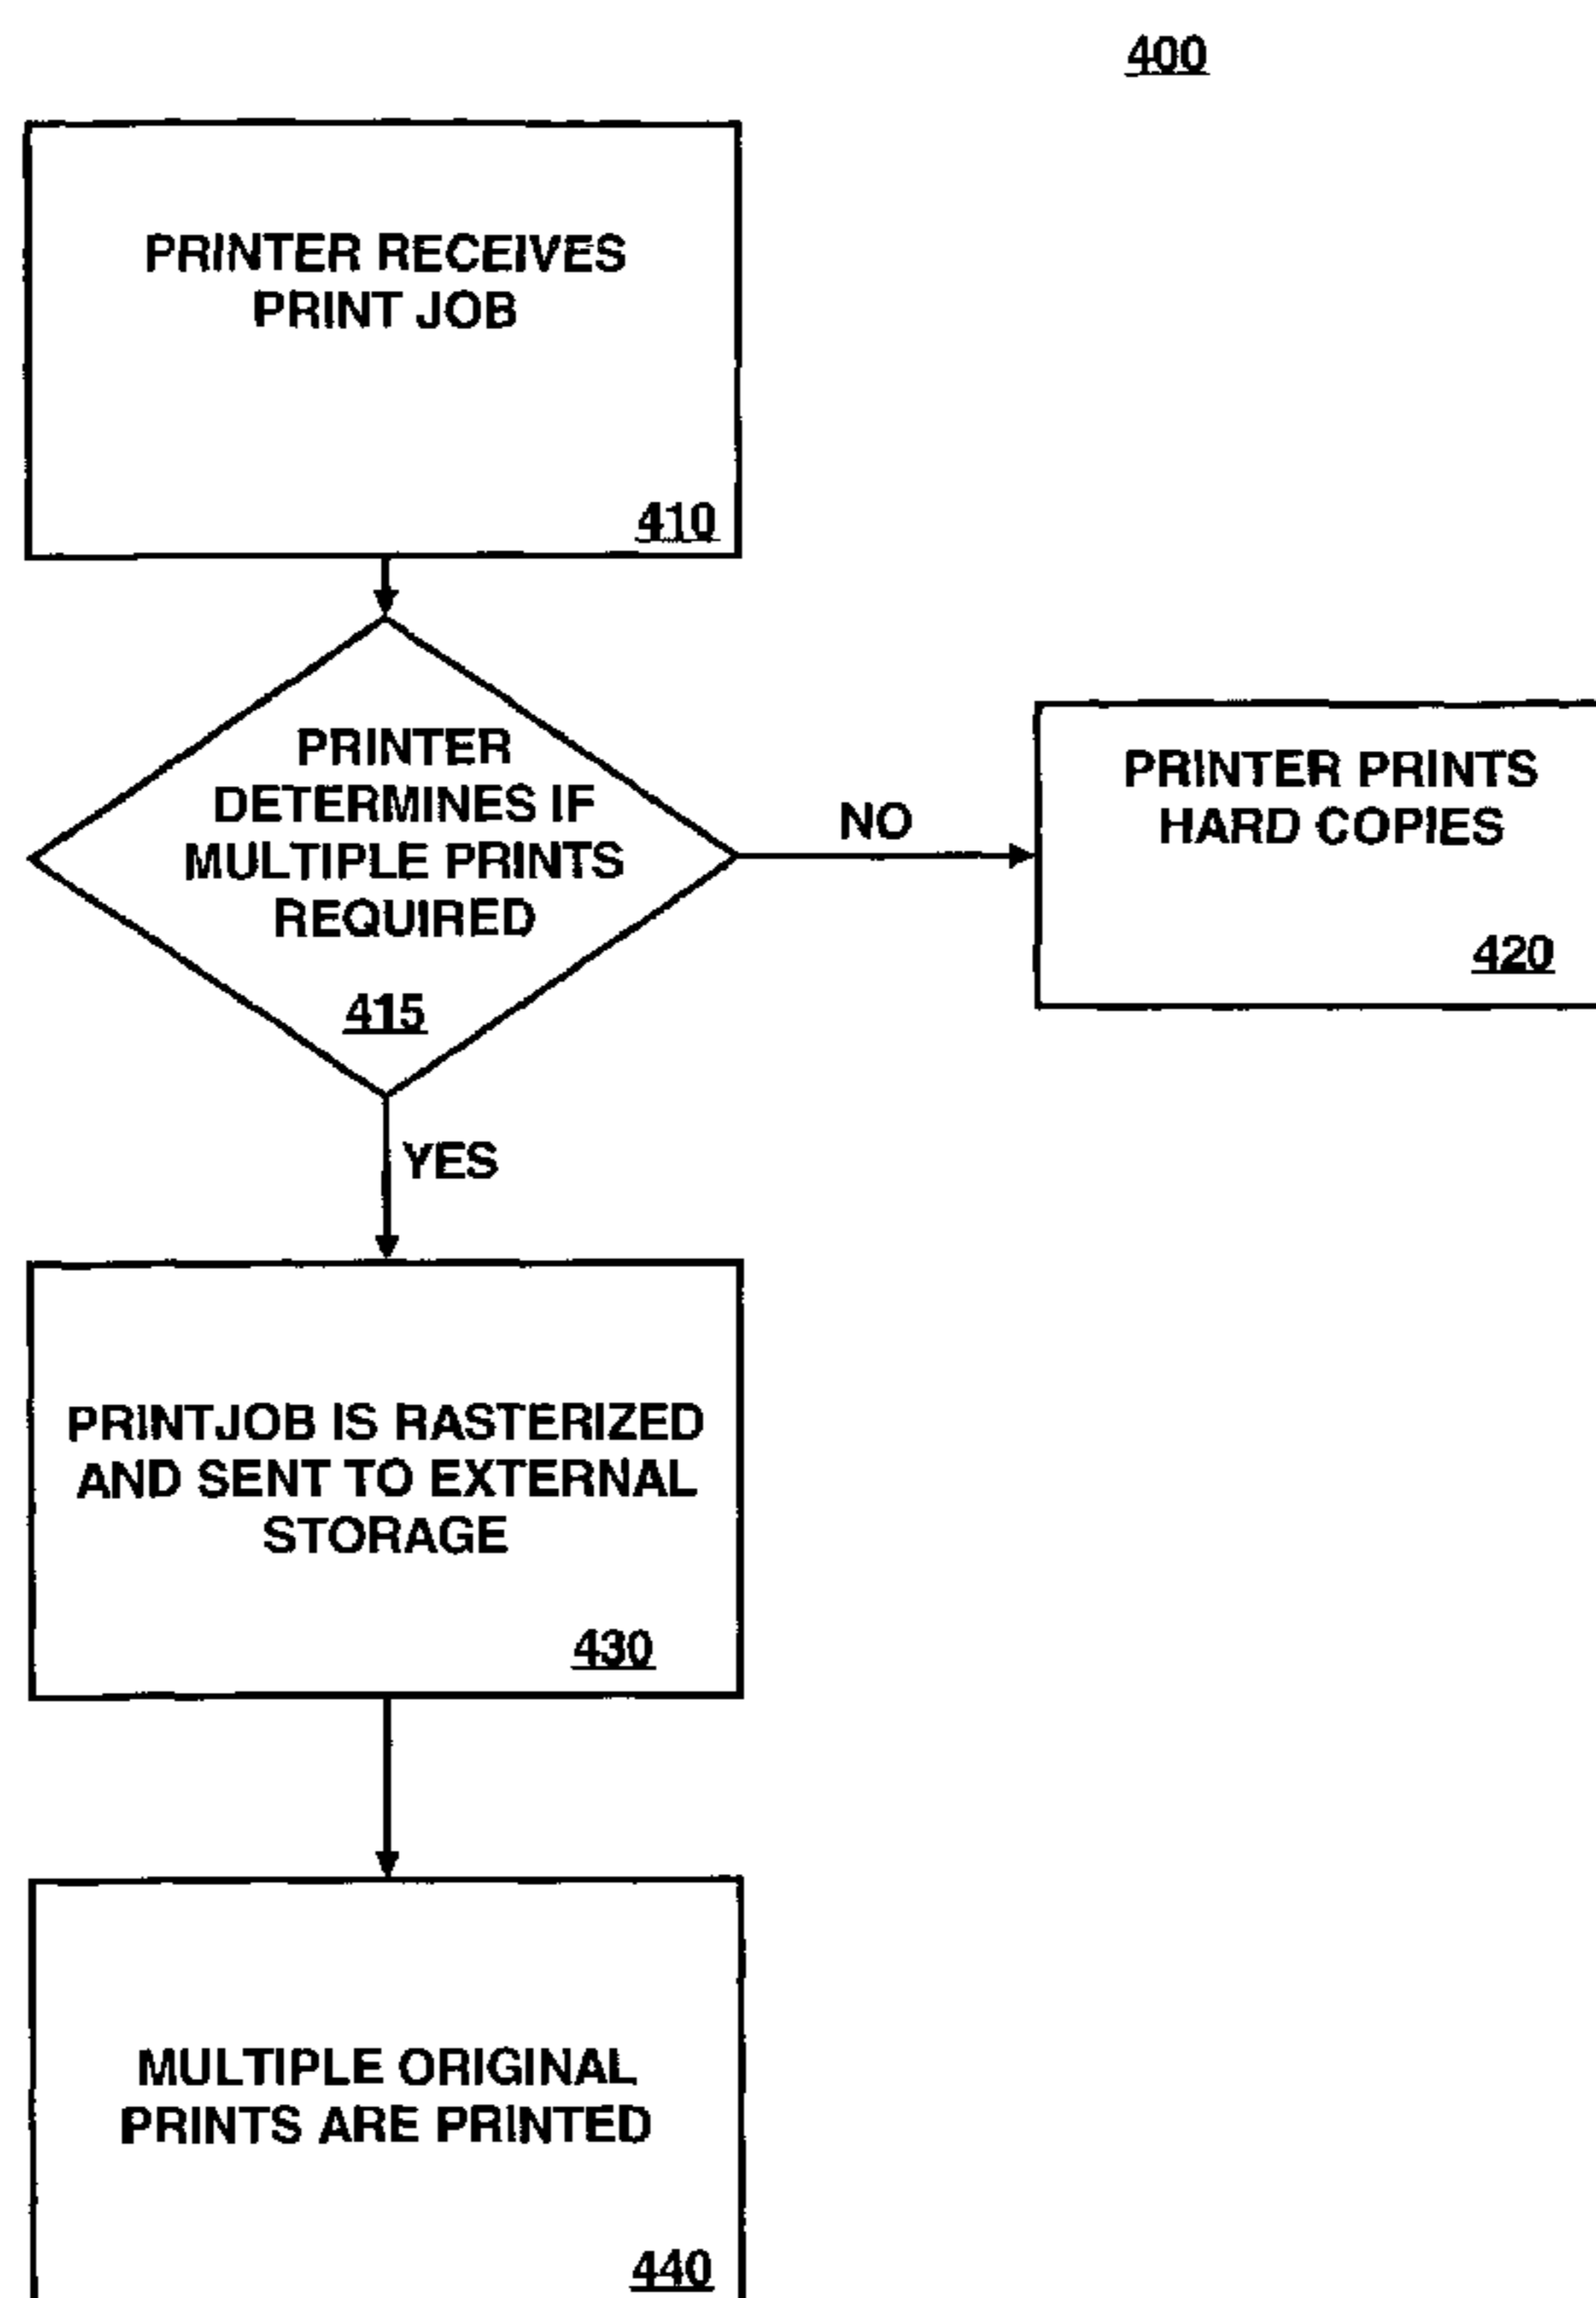 400
PRINTER RECEIVES
PRINT JOB
410
PRINTER
DETERMINES IF
MULTIPLE PRINTS
REQUIRED
415
NO
PRINTER PRINTS
HARD COPIES
420
YES
PRINTJOB IS RASTERIZED
AND SENT TO EXTERNAL
STORAGE
430
MULTIPLE ORIGINAL
PRINTS ARE PRINTED
440